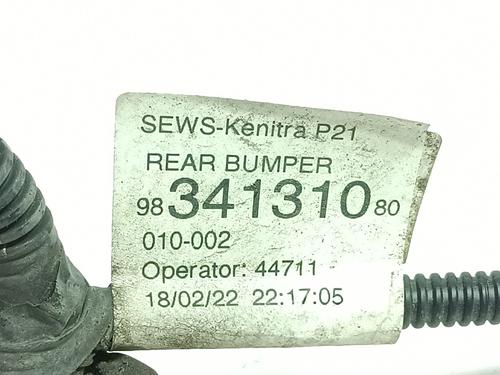 SEWS-Kenitra P21
REAR BUMPER
98 341310 80
010-002
Operator: 44711
18/02/22 22:17:05